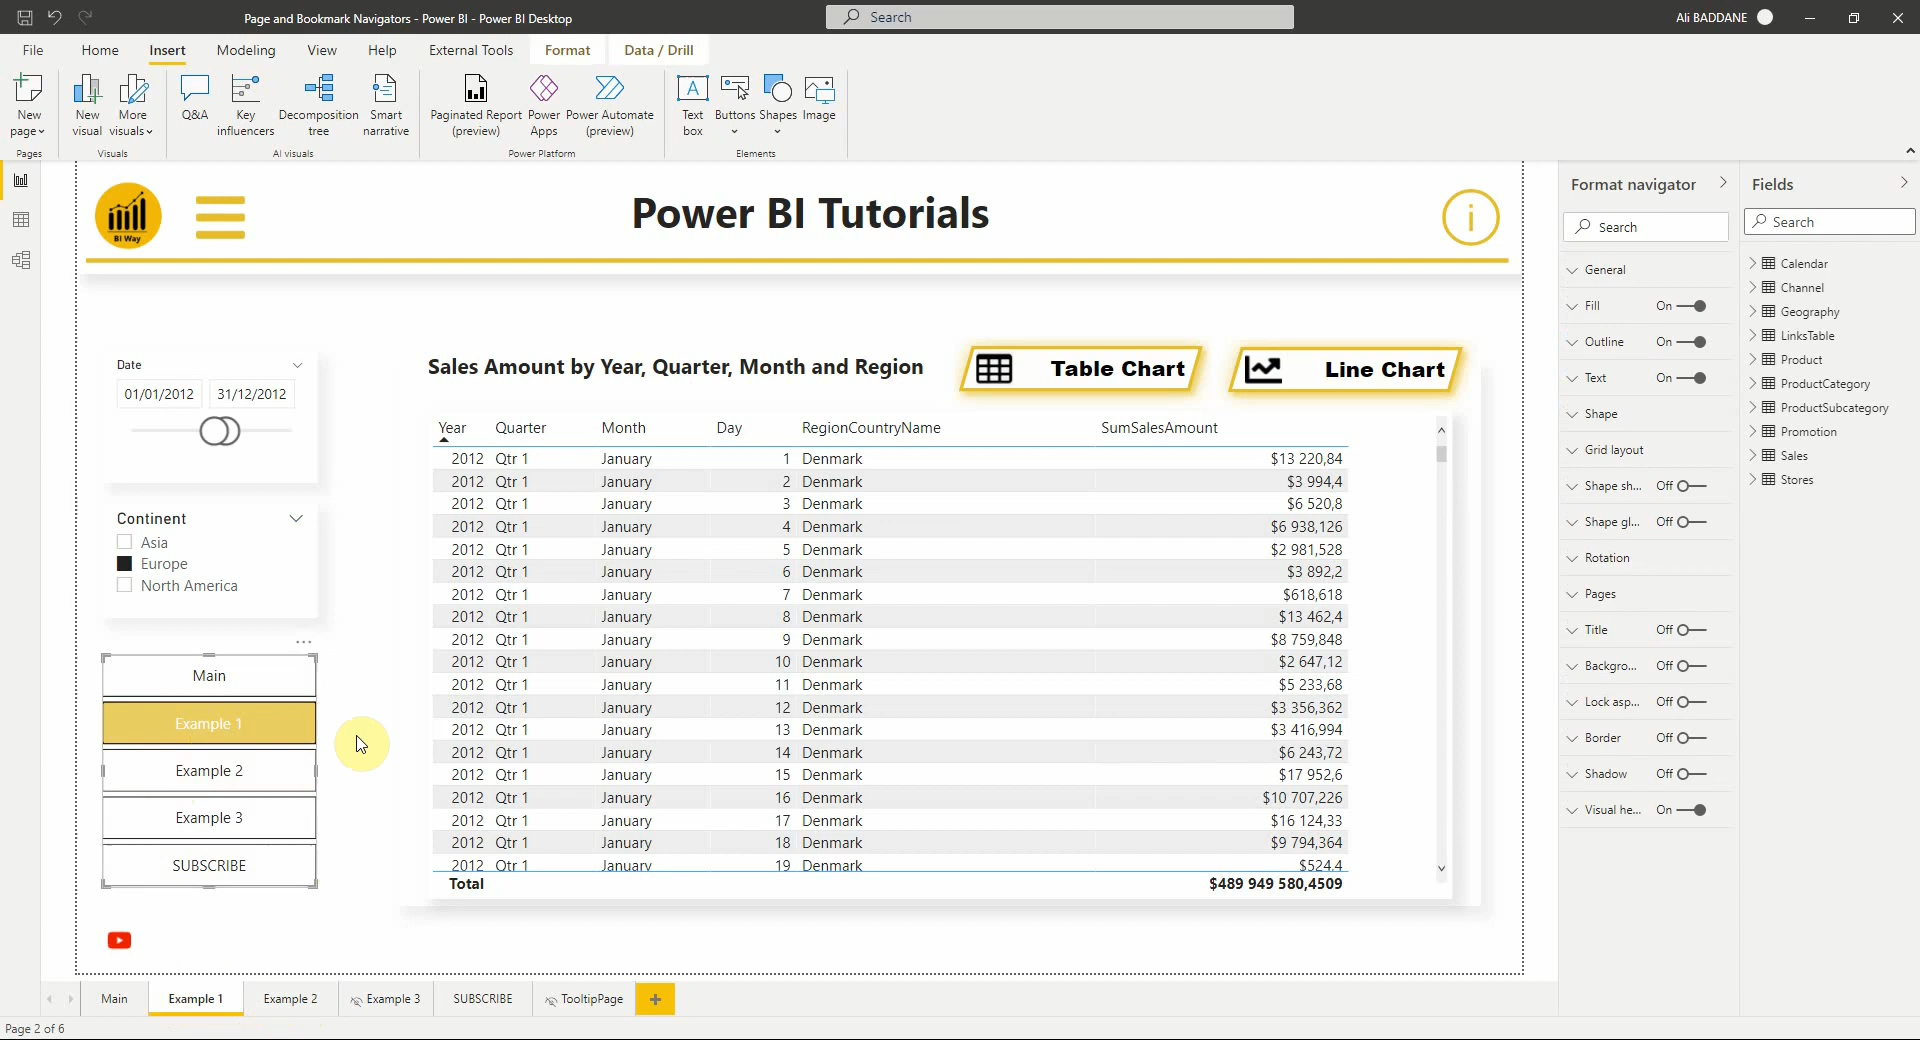 Page and Bookmark Navigators - Power BI - Power BI Desktop
Search
Ali BADDANE
File Home Insert Modeling View Help External Tools Format Data / Drill
New page
New visual
More visuals
Q&A
Key influencers
Decomposition tree
Smart narrative
Paginated Report (preview)
Power Apps
Power Automate (preview)
Text box
Buttons
Shapes
Image
Pages
Visuals
AI visuals
Power Platform
Elements
BI Way
Power BI Tutorials
i
Date
01/01/2012 31/12/2012
Continent
Asia
Europe
North America
Main
Example 1
Example 2
Example 3
SUBSCRIBE
Sales Amount by Year, Quarter, Month and Region
Table Chart
Line Chart
Year Quarter Month Day RegionCountryName SumSalesAmount
2012 Qtr 1 January 1 Denmark $13 220,84
2012 Qtr 1 January 2 Denmark $3 994,4
2012 Qtr 1 January 3 Denmark $6 520,8
2012 Qtr 1 January 4 Denmark $6 938,126
2012 Qtr 1 January 5 Denmark $2 981,528
2012 Qtr 1 January 6 Denmark $3 892,2
2012 Qtr 1 January 7 Denmark $618,618
2012 Qtr 1 January 8 Denmark $13 462,4
2012 Qtr 1 January 9 Denmark $8 759,848
2012 Qtr 1 January 10 Denmark $2 647,12
2012 Qtr 1 January 11 Denmark $5 233,68
2012 Qtr 1 January 12 Denmark $3 356,362
2012 Qtr 1 January 13 Denmark $3 416,994
2012 Qtr 1 January 14 Denmark $6 243,72
2012 Qtr 1 January 15 Denmark $17 952,6
2012 Qtr 1 January 16 Denmark $10 707,226
2012 Qtr 1 January 17 Denmark $16 124,33
2012 Qtr 1 January 18 Denmark $9 794,364
2012 Qtr 1 January 19 Denmark $524,4
Total $489 949 580,4509
Format navigator
Search
General
Fill On
Outline On
Text On
Shape
Grid layout
Shape sh... Off
Shape gl... Off
Rotation
Pages
Title Off
Backgro... Off
Lock asp... Off
Border Off
Shadow Off
Visual he... On
Fields
Search
Calendar
Channel
Geography
LinksTable
Product
ProductCategory
ProductSubcategory
Promotion
Sales
Stores
Main Example 1 Example 2 Example 3 SUBSCRIBE TooltipPage +
Page 2 of 6